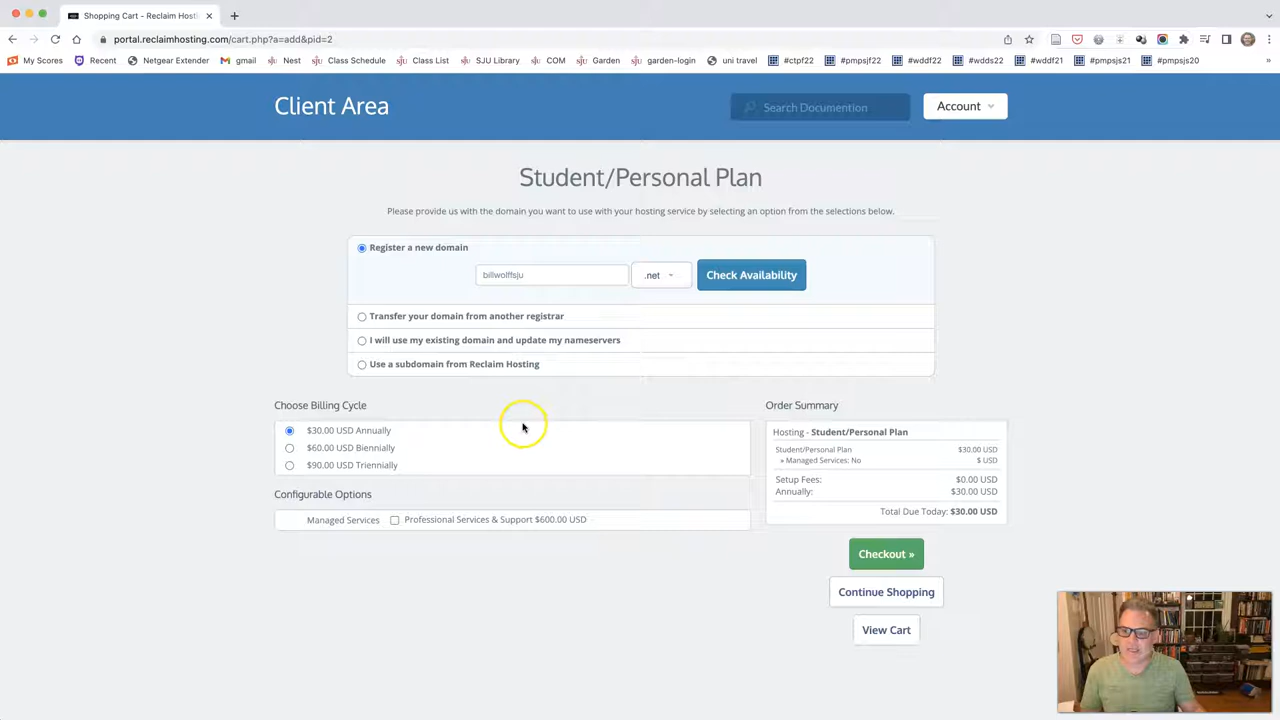 Shopping Cart - Reclaim Hosti
portal.reclaimhosting.com/cart.php?a=add&pid=2
My Scores
Recent
Netgear Extender
gmail
Nest
Class Schedule
Class List
SJU Library
COM
Garden
garden-login
uni travel
#ctpf22
#pmpsjf22
#wddf22
#wdds22
#wddf21
#pmpsjs21
#pmpsjs20
»
Client Area
Search Documention
Account
Student/Personal Plan
Please provide us with the domain you want to use with your hosting service by selecting an option from the selections below.
Register a new domain
billwolffsju
.net
Check Availability
Transfer your domain from another registrar
I will use my existing domain and update my nameservers
Use a subdomain from Reclaim Hosting
Choose Billing Cycle
$30.00 USD Annually
$60.00 USD Biennially
$90.00 USD Triennially
Configurable Options
Managed Services
Professional Services & Support $600.00 USD
Order Summary
Hosting - Student/Personal Plan
Student/Personal Plan $30.00 USD
» Managed Services: No $ USD
Setup Fees: $0.00 USD
Annually: $30.00 USD
Total Due Today: $30.00 USD
Checkout »
Continue Shopping
View Cart